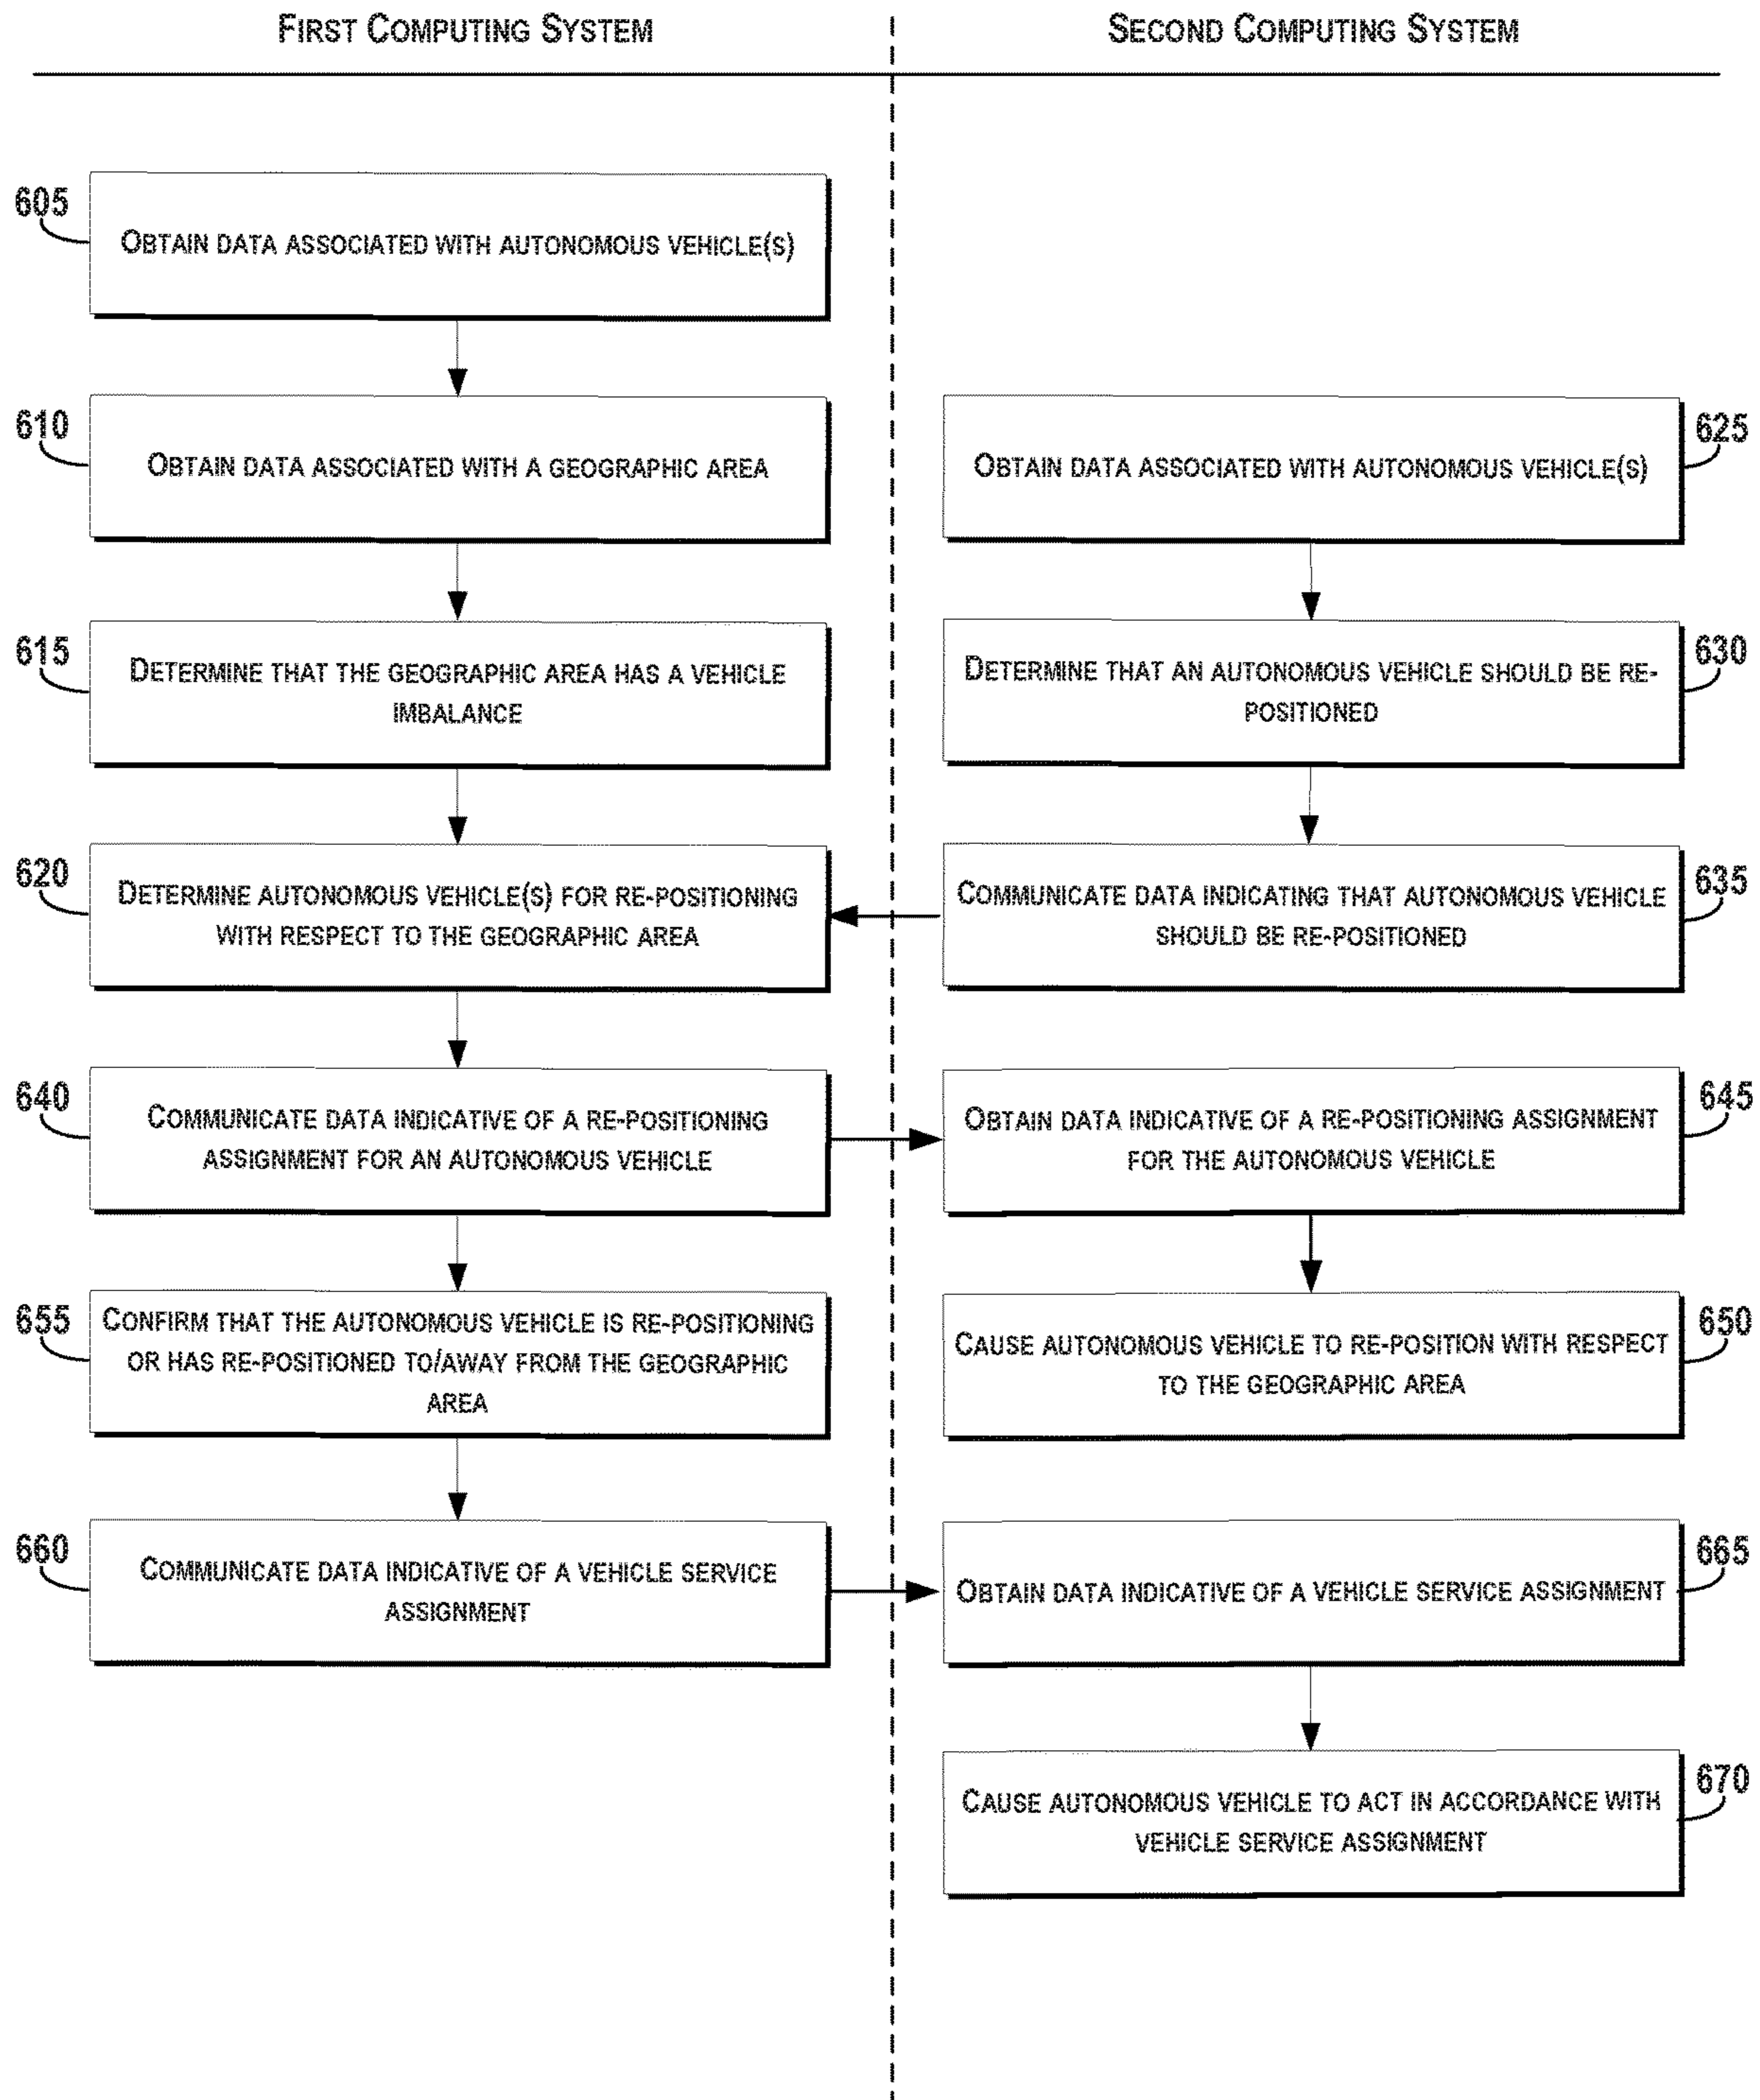 FIRST COMPUTING SYSTEM
SECOND COMPUTING SYSTEM
605
OBTAIN DATA ASSOCIATED WITH AUTONOMOUS VEHICLE(S)
610
OBTAIN DATA ASSOCIATED WITH A GEOGRAPHIC AREA
OBTAIN DATA ASSOCIATED WITH AUTONOMOUS VEHICLE(S)
625
615
DETERMINE THAT THE GEOGRAPHIC AREA HAS A VEHICLE
IMBALANCE
DETERMINE THAT AN AUTONOMOUS VEHICLE SHOULD BE RE-
POSITIONED
630
620
DETERMINE AUTONOMOUS VEHICLE(S) FOR RE-POSITIONING
WITH RESPECT TO THE GEOGRAPHIC AREA
COMMUNICATE DATA INDICATING THAT AUTONOMOUS VEHICLE
SHOULD BE RE-POSITIONED
635
640
COMMUNICATE DATA INDICATIVE OF A RE-POSITIONING
ASSIGNMENT FOR AN AUTONOMOUS VEHICLE
OBTAIN DATA INDICATIVE OF A RE-POSITIONING ASSIGNMENT
FOR THE AUTONOMOUS VEHICLE
645
655
CONFIRM THAT THE AUTONOMOUS VEHICLE IS RE-POSITIONING
OR HAS RE-POSITIONED TO/AWAY FROM THE GEOGRAPHIC
AREA
CAUSE AUTONOMOUS VEHICLE TO RE-POSITION WITH RESPECT
TO THE GEOGRAPHIC AREA
650
660
COMMUNICATE DATA INDICATIVE OF A VEHICLE SERVICE
ASSIGNMENT
OBTAIN DATA INDICATIVE OF A VEHICLE SERVICE ASSIGNMENT
665
CAUSE AUTONOMOUS VEHICLE TO ACT IN ACCORDANCE WITH
VEHICLE SERVICE ASSIGNMENT
670